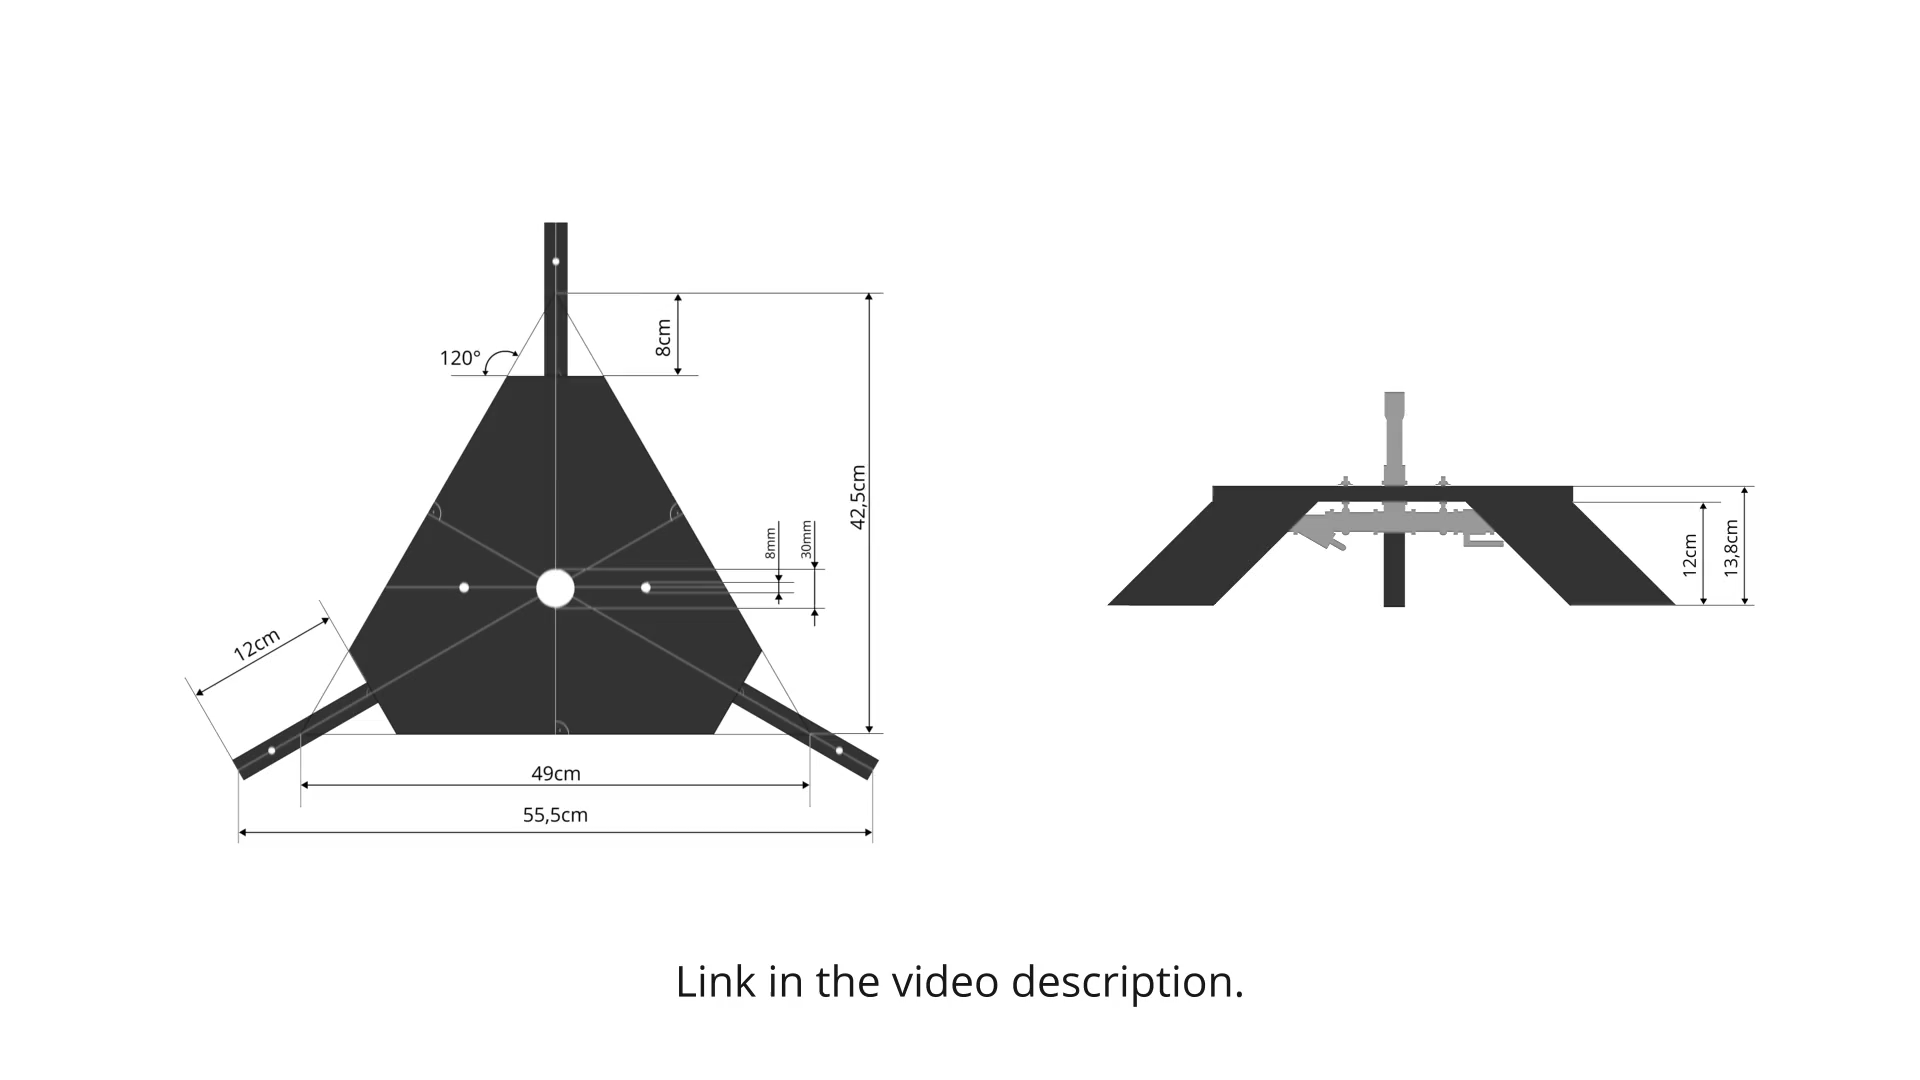 120°
8cm
42,5cm
8mm
30mm
12cm
49cm
55,5cm
12cm
13,8cm
Link in the video description.